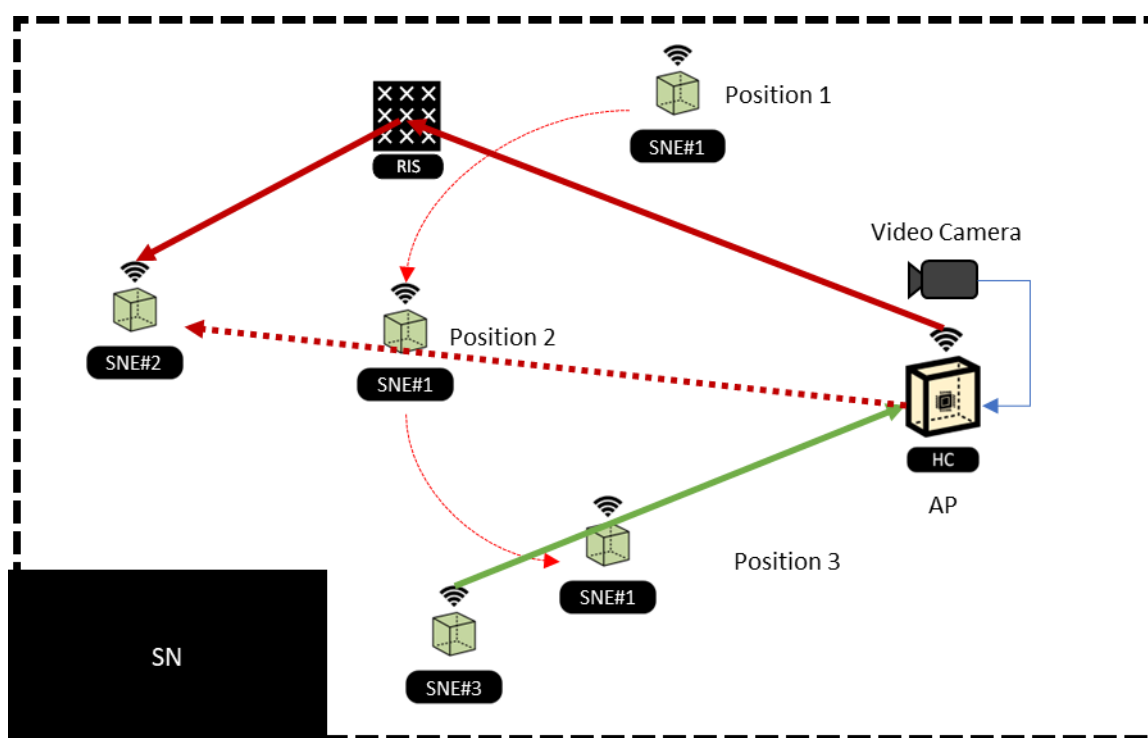 Position 1
SNE#1
RIS
Video Camera
Position 2
SNE#2
SNE#1
HC
AP
Position 3
SNE#1
SN
SNE#3